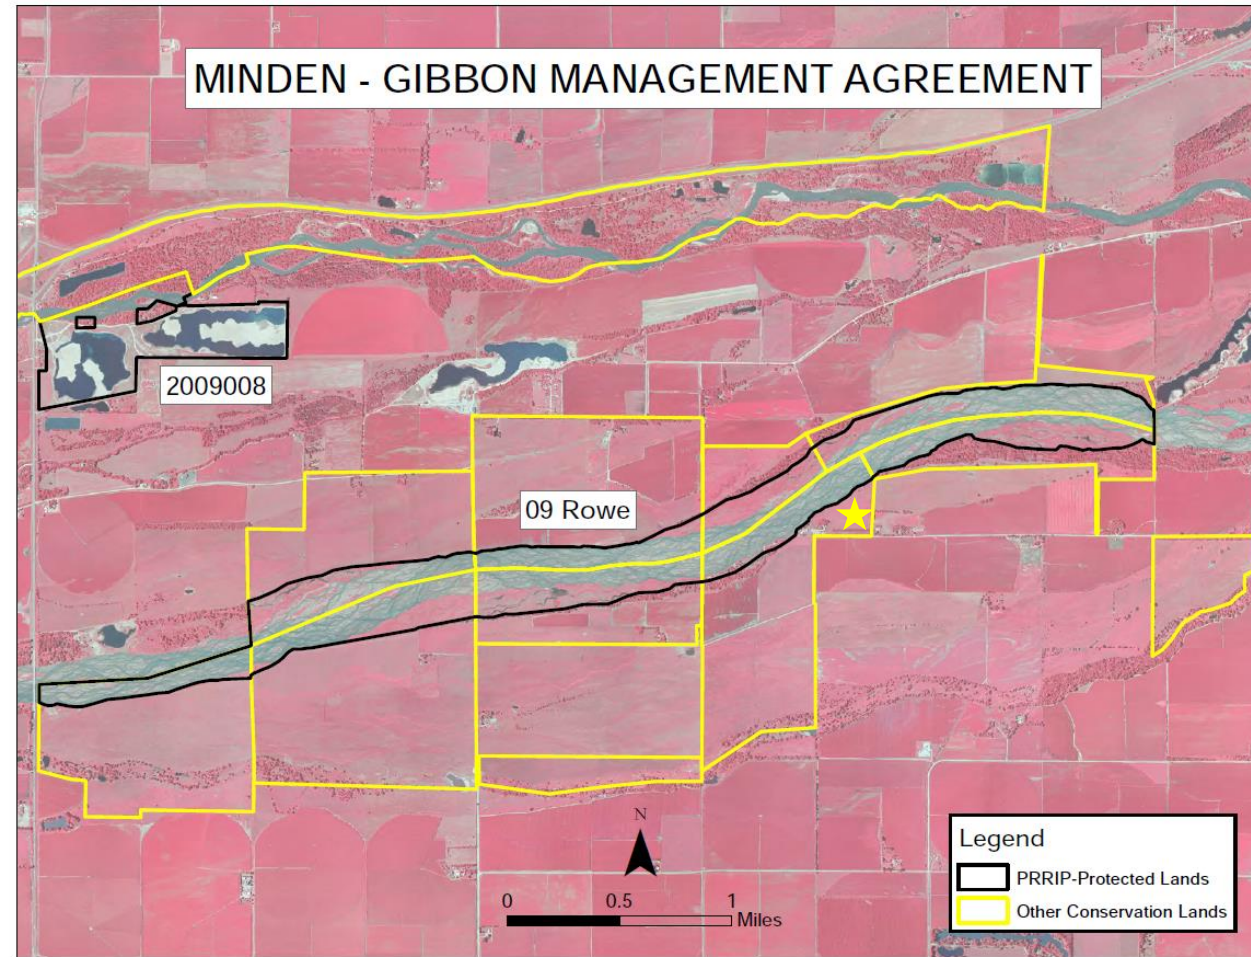 MINDEN - GIBBON MANAGEMENT AGREEMENT
2009008
09 Rowe
N
0 0.5 1
Miles
Legend
PRRIP-Protected Lands
Other Conservation Lands